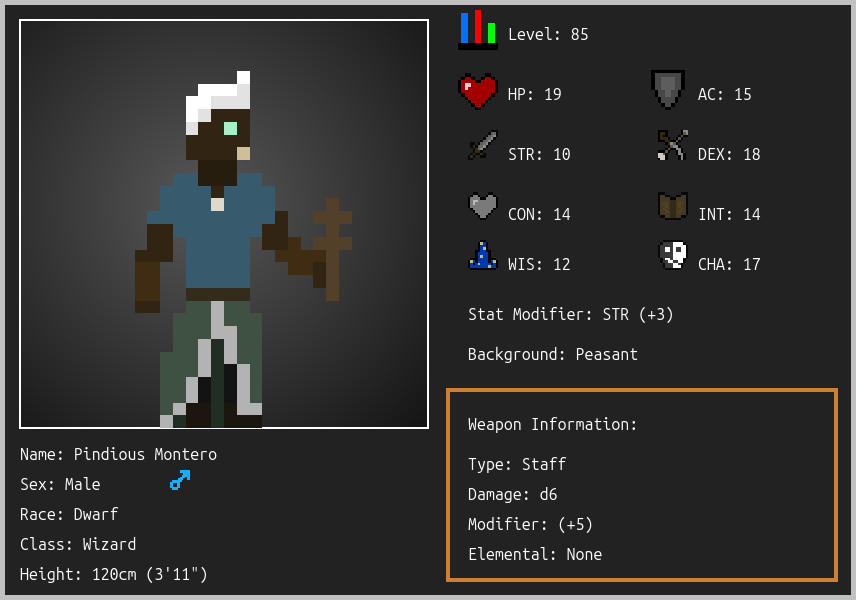 Level: 85
HP: 19
AC: 15
STR: 10
DEX: 18
CON: 14
INT: 14
WIS: 12
CHA: 17
Stat Modifier: STR (+3)
Background: Peasant
Weapon Information:
Type: Staff
Damage: d6
Modifier: (+5)
Elemental: None
Name: Pindious Montero
Sex: Male
Race: Dwarf
Class: Wizard
Height: 120cm (3'11")